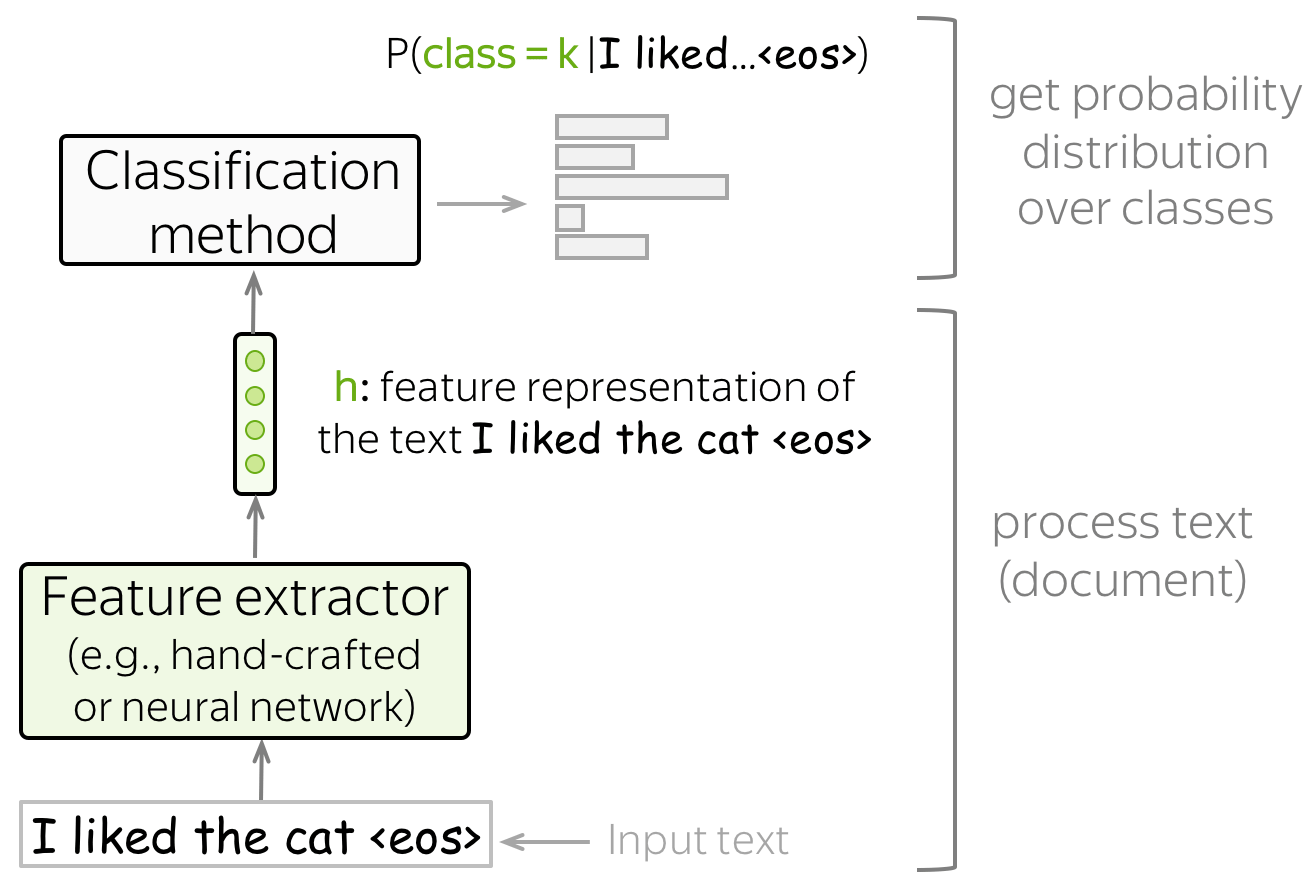 P(class = k |I liked...<eos>)
get probability
distribution
over classes
Classification
method
h: feature representation of
the text I liked the cat <eos>
process text
(document)
Feature extractor
(e.g., hand-crafted
or neural network)
I liked the cat <eos>
Input text